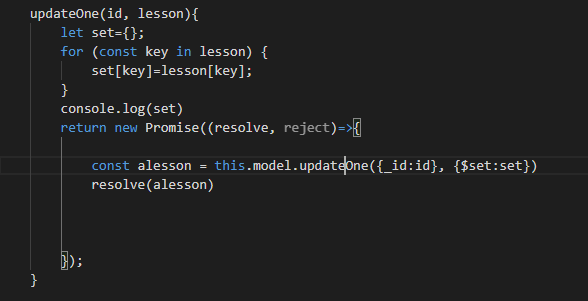 updateOne(id, lesson){
let set={};
for (const key in lesson) {
set[key]=lesson[key];
}
console.log(set)
return new Promise((resolve, reject)=>{
const alesson = this.model.updateOne({_id:id}, {$set:set})
resolve(alesson)
});
}